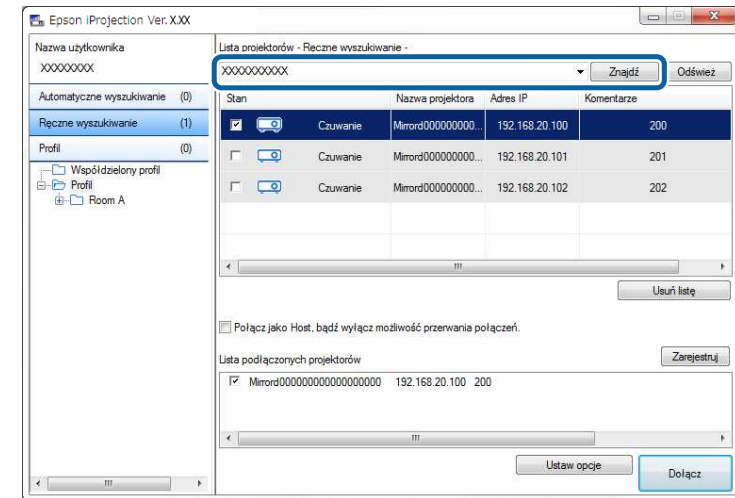 Epson iProjection Ver. X.XX
Nazwa użytkownika
XXXXXXXX
Automatyczne wyszukiwanie (0)
Ręczne wyszukiwanie (1)
Profil (0)
Współdzielony profil
Profil
Room A
Lista projektorów - Ręczne wyszukiwanie -
XXXXXXXXXX Znajdź Odśwież
Stan Nazwa projektora Adres IP Komentarze
Czuwanie Mirrord000000000... 192.168.20.100 200
Czuwanie Mirrord000000000... 192.168.20.101 201
Czuwanie Mirrord000000000... 192.168.20.102 202
Usuń listę
Połącz jako Host, bądź wyłącz możliwość przerwania połączeń.
Lista podłączonych projektorów Zarejestruj
Mirrord000000000000000000 192.168.20.100 200
Ustaw opcje Dołącz